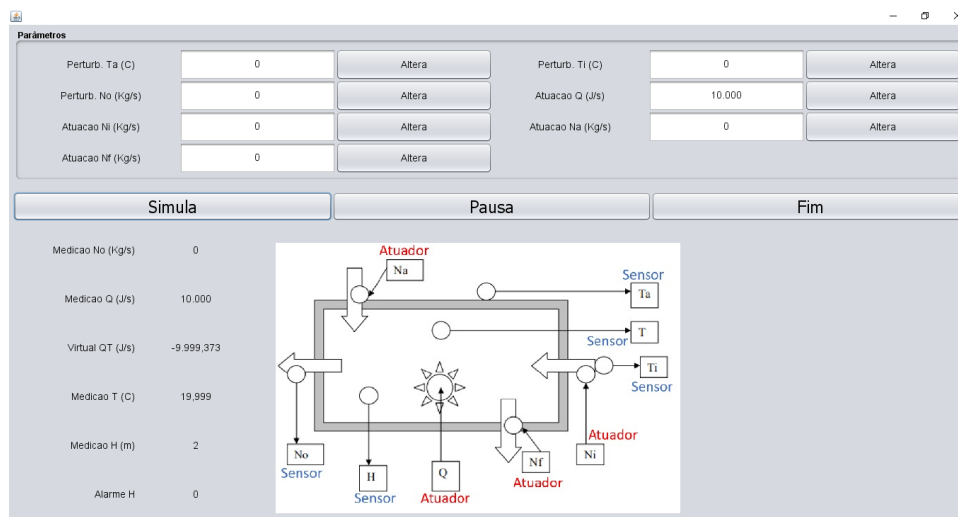 Parâmetros
Perturb. Ta (C) 0 Altera Perturb. Ti (C) 0 Altera
Perturb. No (Kg/s) 0 Altera Atuacao Q (J/s) 10.000 Altera
Atuacao Ni (Kg/s) 0 Altera Atuacao Na (Kg/s) 0 Altera
Atuacao Nf (Kg/s) 0 Altera
Simula Pausa Fim
Medicao No (Kg/s) 0
Medicao Q (J/s) 10.000
Virtual QT (J/s) -9.999,373
Medicao T (C) 19,999
Medicao H (m) 2
Alarme H 0
Atuador
Na
Sensor
Ta
T
Sensor
Ti
Sensor
Atuador
No
Sensor
H
Sensor
Q
Atuador
Nf
Atuador
Ni